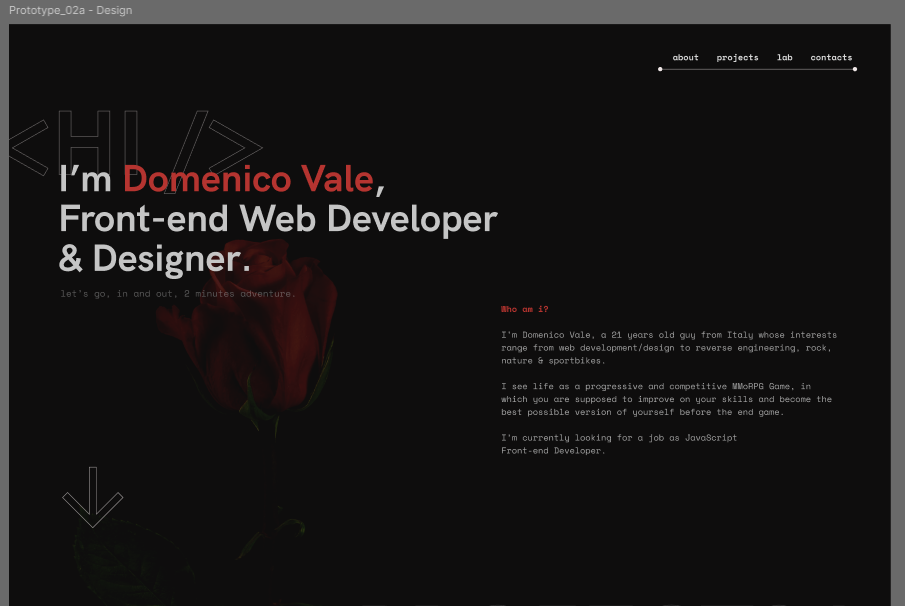 Prototype_02a - Design
about projects lab contacts
<HI />
I'm Domenico Vale,
Front-end Web Developer
& Designer.
let's go, in and out, 2 minutes adventure.
Who am i?
I'm Domenico Vale, a 21 years old guy from Italy whose interests
range from web development/design to reverse engineering, rock,
nature & sportbikes.
I see life as a progressive and competitive MMoRPG Game, in
which you are supposed to improve on your skills and become the
best possible version of yourself before the end game.
I'm currently looking for a job as JavaScript
Front-end Developer.